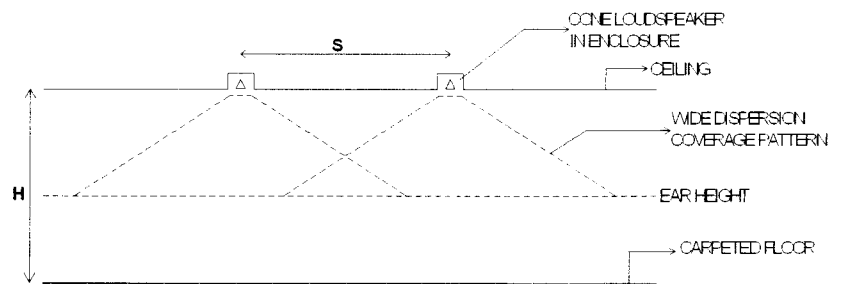 CONE LOUDSPEAKER
IN ENCLOSURE
S
CEILING
WIDE DISPERSION
COVERAGE PATTERN
H
EAR HEIGHT
CARPETED FLOOR